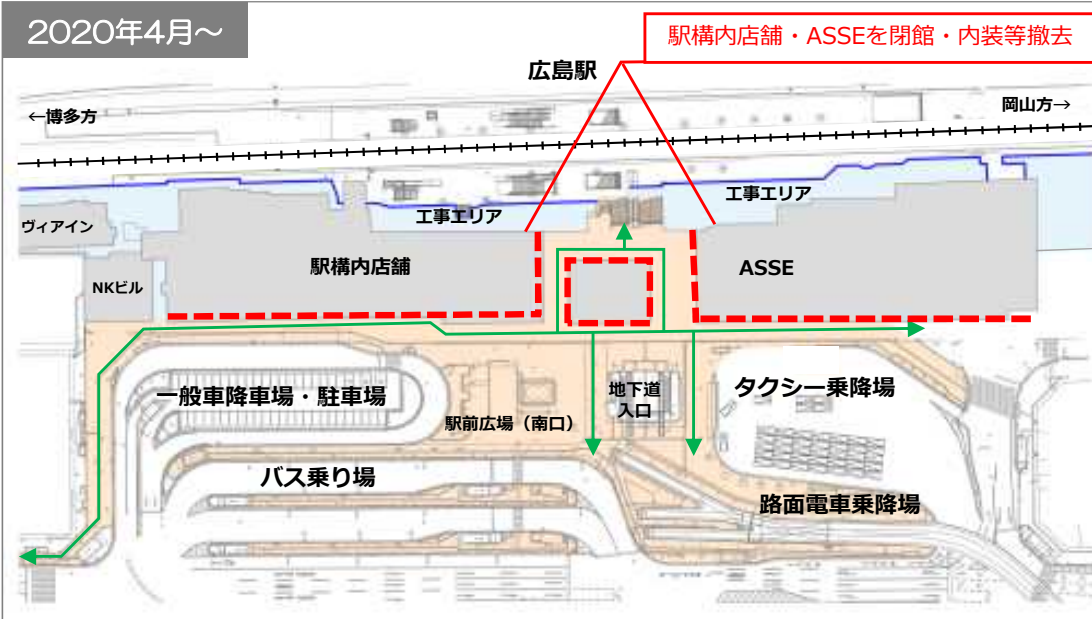 2020年4月～
駅構内店舗・ASSEを閉館・内装等撤去
広島駅
←博多方
岡山方→
工事エリア
工事エリア
ヴィアイン
駅構内店舗
ASSE
NKビル
一般車降車場・駐車場
地下道
入口
タクシー乗降場
駅前広場（南口）
バス乗り場
路面電車乗降場